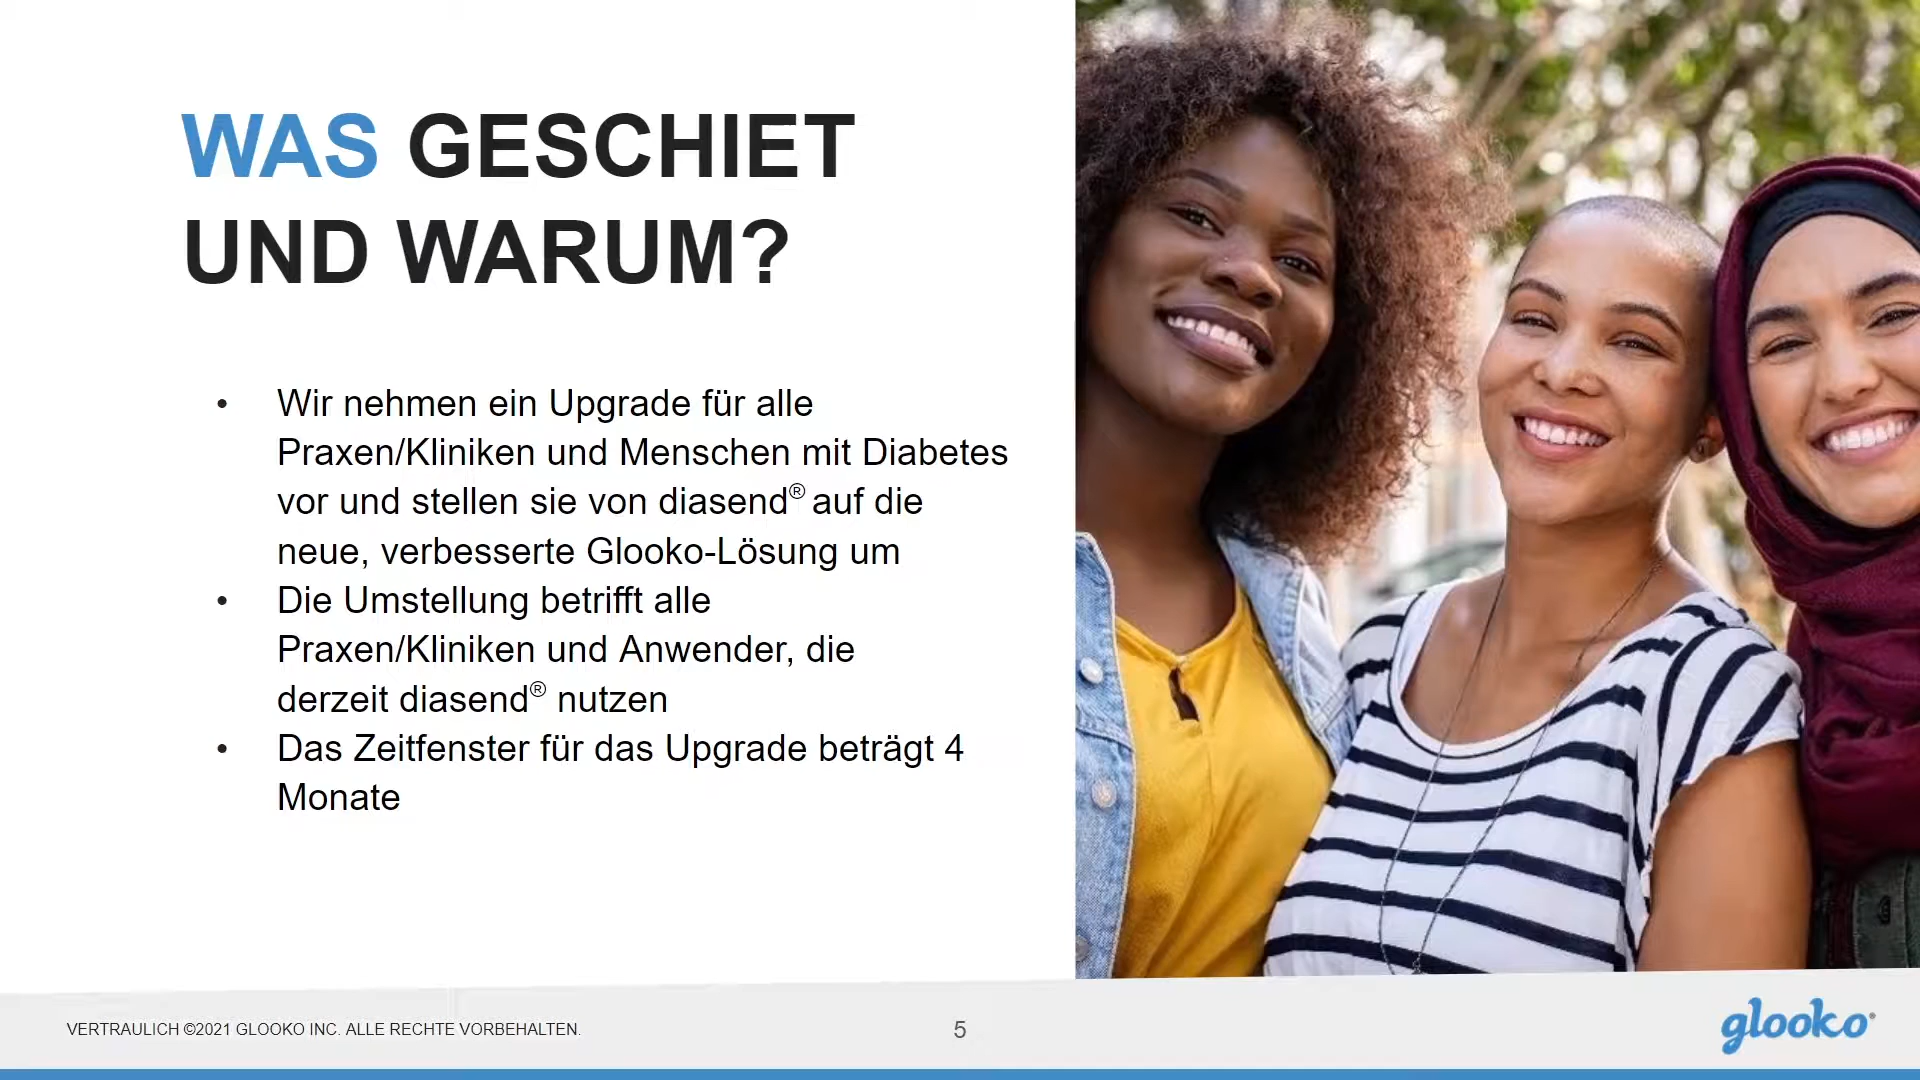 WAS GESCHIET
UND WARUM?
• Wir nehmen ein Upgrade für alle
Praxen/Kliniken und Menschen mit Diabetes
vor und stellen sie von diasend® auf die
neue, verbesserte Glooko-Lösung um
• Die Umstellung betrifft alle
Praxen/Kliniken und Anwender, die
derzeit diasend® nutzen
• Das Zeitfenster für das Upgrade beträgt 4
Monate
VERTRAULICH ©2021 GLOOKO INC. ALLE RECHTE VORBEHALTEN.
5
glooko